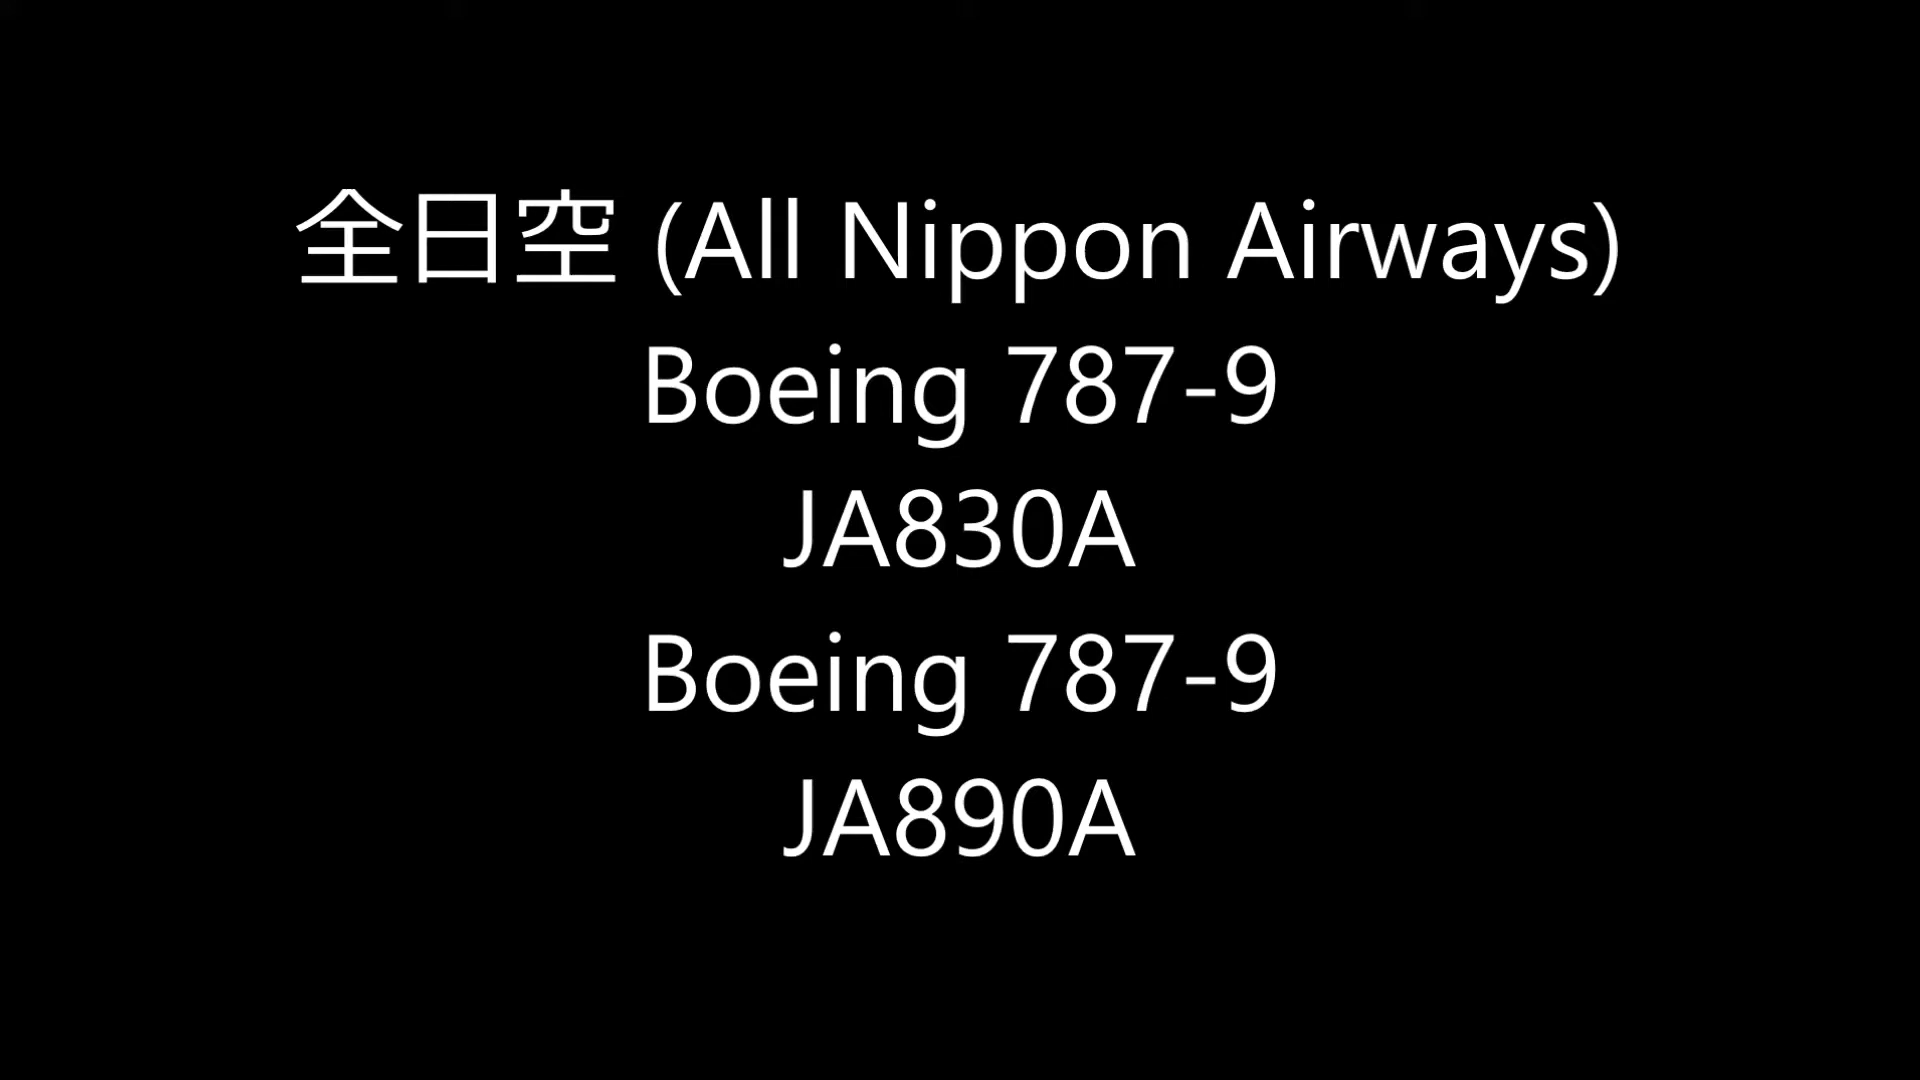 全日空 (All Nippon Airways)
Boeing 787-9
JA830A
Boeing 787-9
JA890A